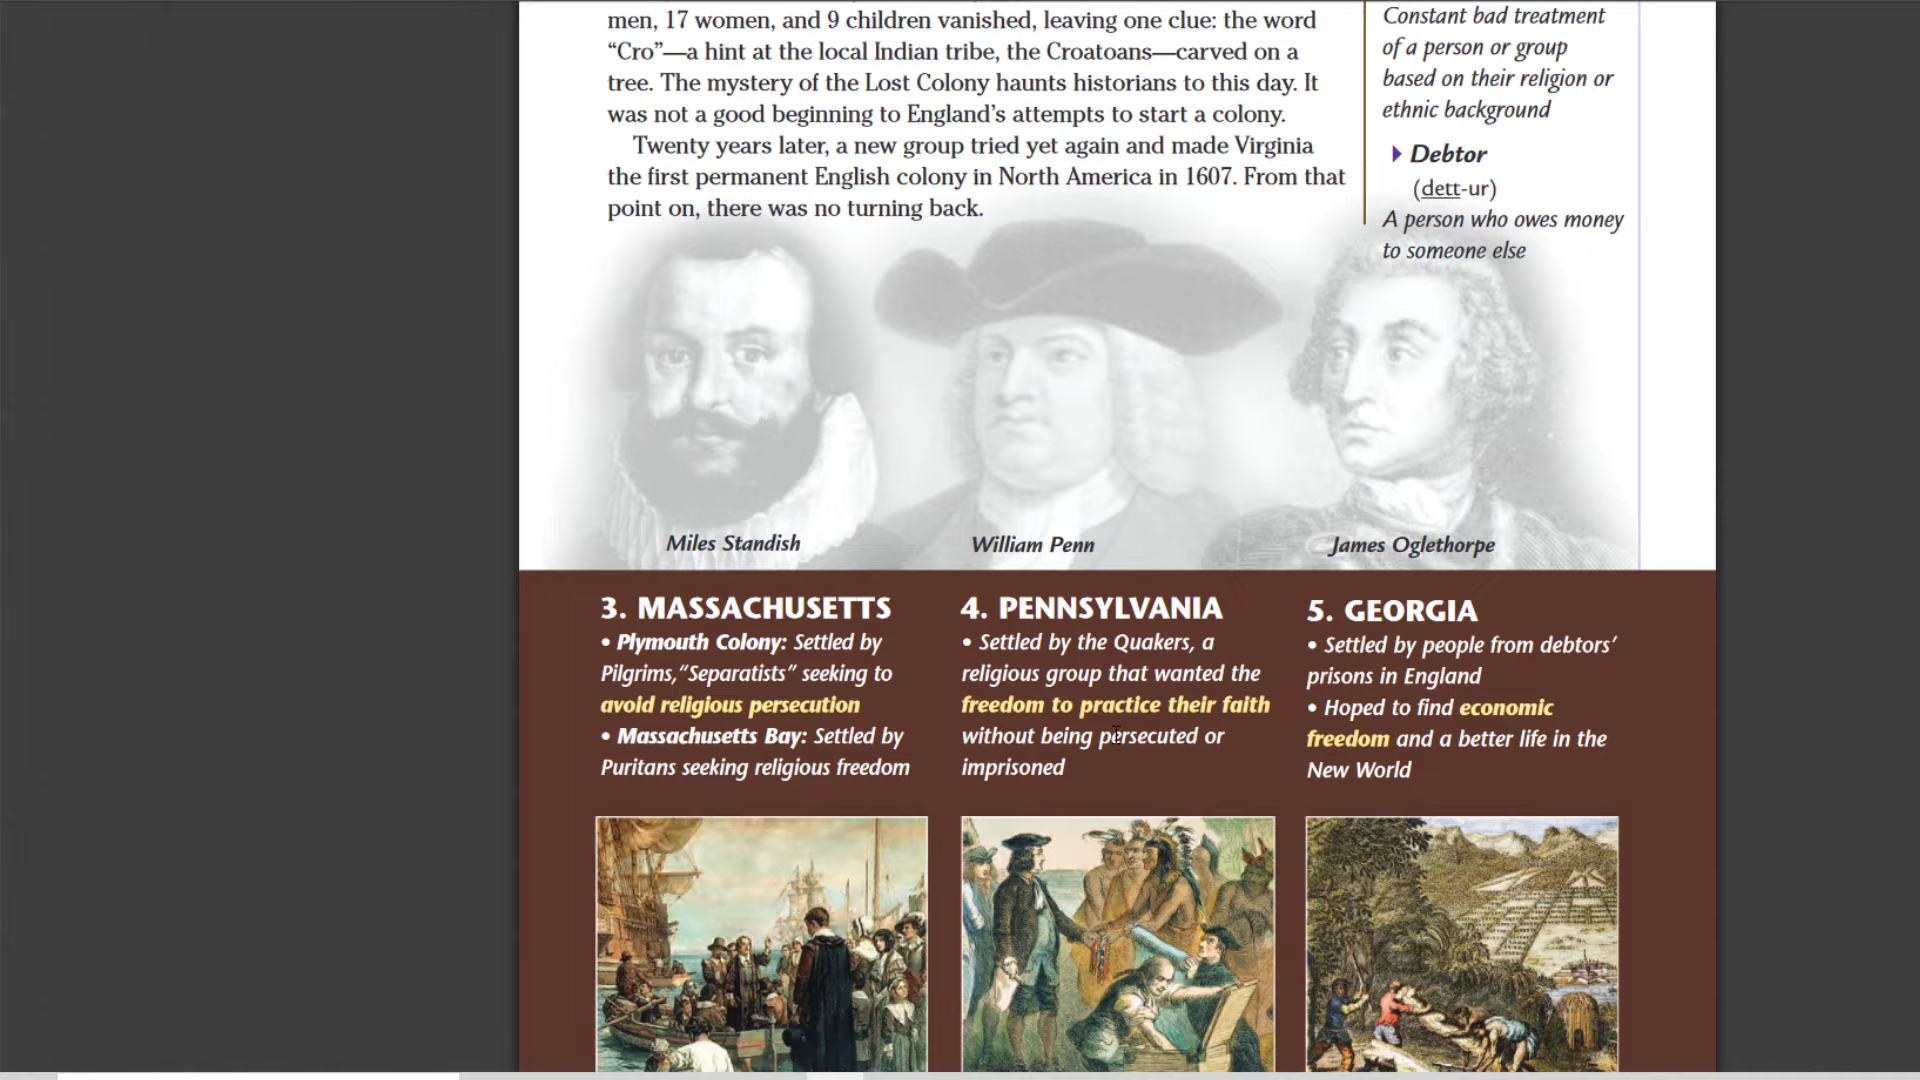 men, 17 women, and 9 children vanished, leaving one clue: the word
“Cro”—a hint at the local Indian tribe, the Croatoans—carved on a
tree. The mystery of the Lost Colony haunts historians to this day. It
was not a good beginning to England’s attempts to start a colony.
Twenty years later, a new group tried yet again and made Virginia
the first permanent English colony in North America in 1607. From that
point on, there was no turning back.
Constant bad treatment
of a person or group
based on their religion or
ethnic background
Debtor
(dett-ur)
A person who owes money
to someone else
Miles Standish
William Penn
James Oglethorpe
3. MASSACHUSETTS
• Plymouth Colony: Settled by
Pilgrims,“Separatists” seeking to
avoid religious persecution
• Massachusetts Bay: Settled by
Puritans seeking religious freedom
4. PENNSYLVANIA
• Settled by the Quakers, a
religious group that wanted the
freedom to practice their faith
without being persecuted or
imprisoned
5. GEORGIA
• Settled by people from debtors’
prisons in England
• Hoped to find economic
freedom and a better life in the
New World